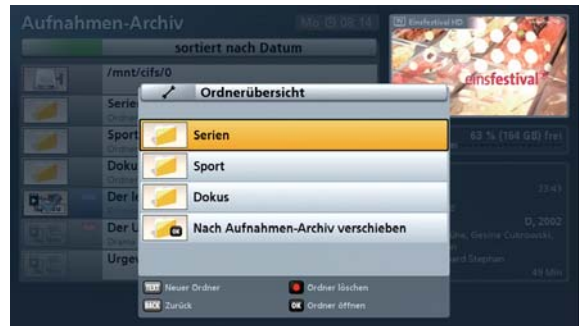 Aufnahmen-Archiv
Mo 08.14
Einsfestival HD
sortiert nach Datum
einsfestival
/mnt/cifs/0
Ordnerübersicht
Serien
Sport
Dokus
Nach Aufnahmen-Archiv verschieben
63 % (164 GB) frei
23:43
D, 2002
49 Min
TEXT Neuer Ordner
Ordner löschen
BACK Zurück
OK Ordner öffnen